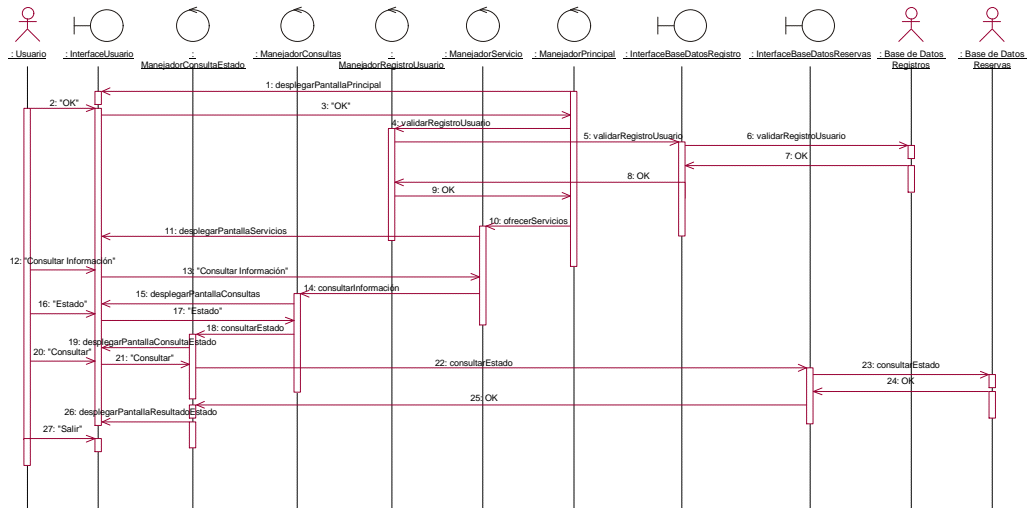 : Usuario
: InterfaceUsuario
:
ManejadorConsultaEstado
: ManejadorConsultas
:
ManejadorRegistroUsuario
: ManejadorServicio
: ManejadorPrincipal
: InterfaceBaseDatosRegistro
: InterfaceBaseDatosReservas
: Base de Datos
Registros
: Base de Datos
Reservas
1: desplegarPantallaPrincipal
2: "OK"
3: "OK"
4: validarRegistroUsuario
5: validarRegistroUsuario
6: validarRegistroUsuario
7: OK
8: OK
9: OK
10: ofrecerServicios
11: desplegarPantallaServicios
12: "Consultar Información"
13: "Consultar Información"
14: consultarInformación
15: desplegarPantallaConsultas
16: "Estado"
17: "Estado"
18: consultarEstado
19: desplegarPantallaConsultaEstado
20: "Consultar"
21: "Consultar"
22: consultarEstado
23: consultarEstado
24: OK
25: OK
26: desplegarPantallaResultadoEstado
27: "Salir"